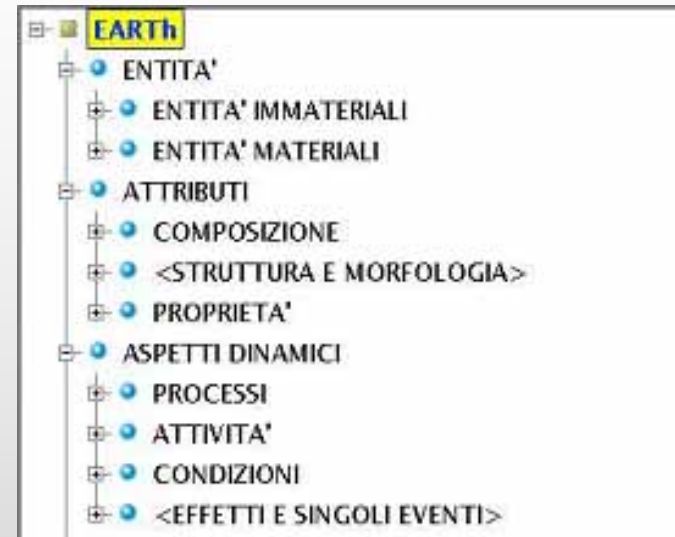 EARTh
ENTITA'
ENTITA' IMMATERIALI
ENTITA' MATERIALI
ATTRIBUTI
COMPOSIZIONE
<STRUTTURA E MORFOLOGIA>
PROPRIETA'
ASPETTI DINAMICI
PROCESSI
ATTIVITA'
CONDIZIONI
<EFFETTI E SINGOLI EVENTI>